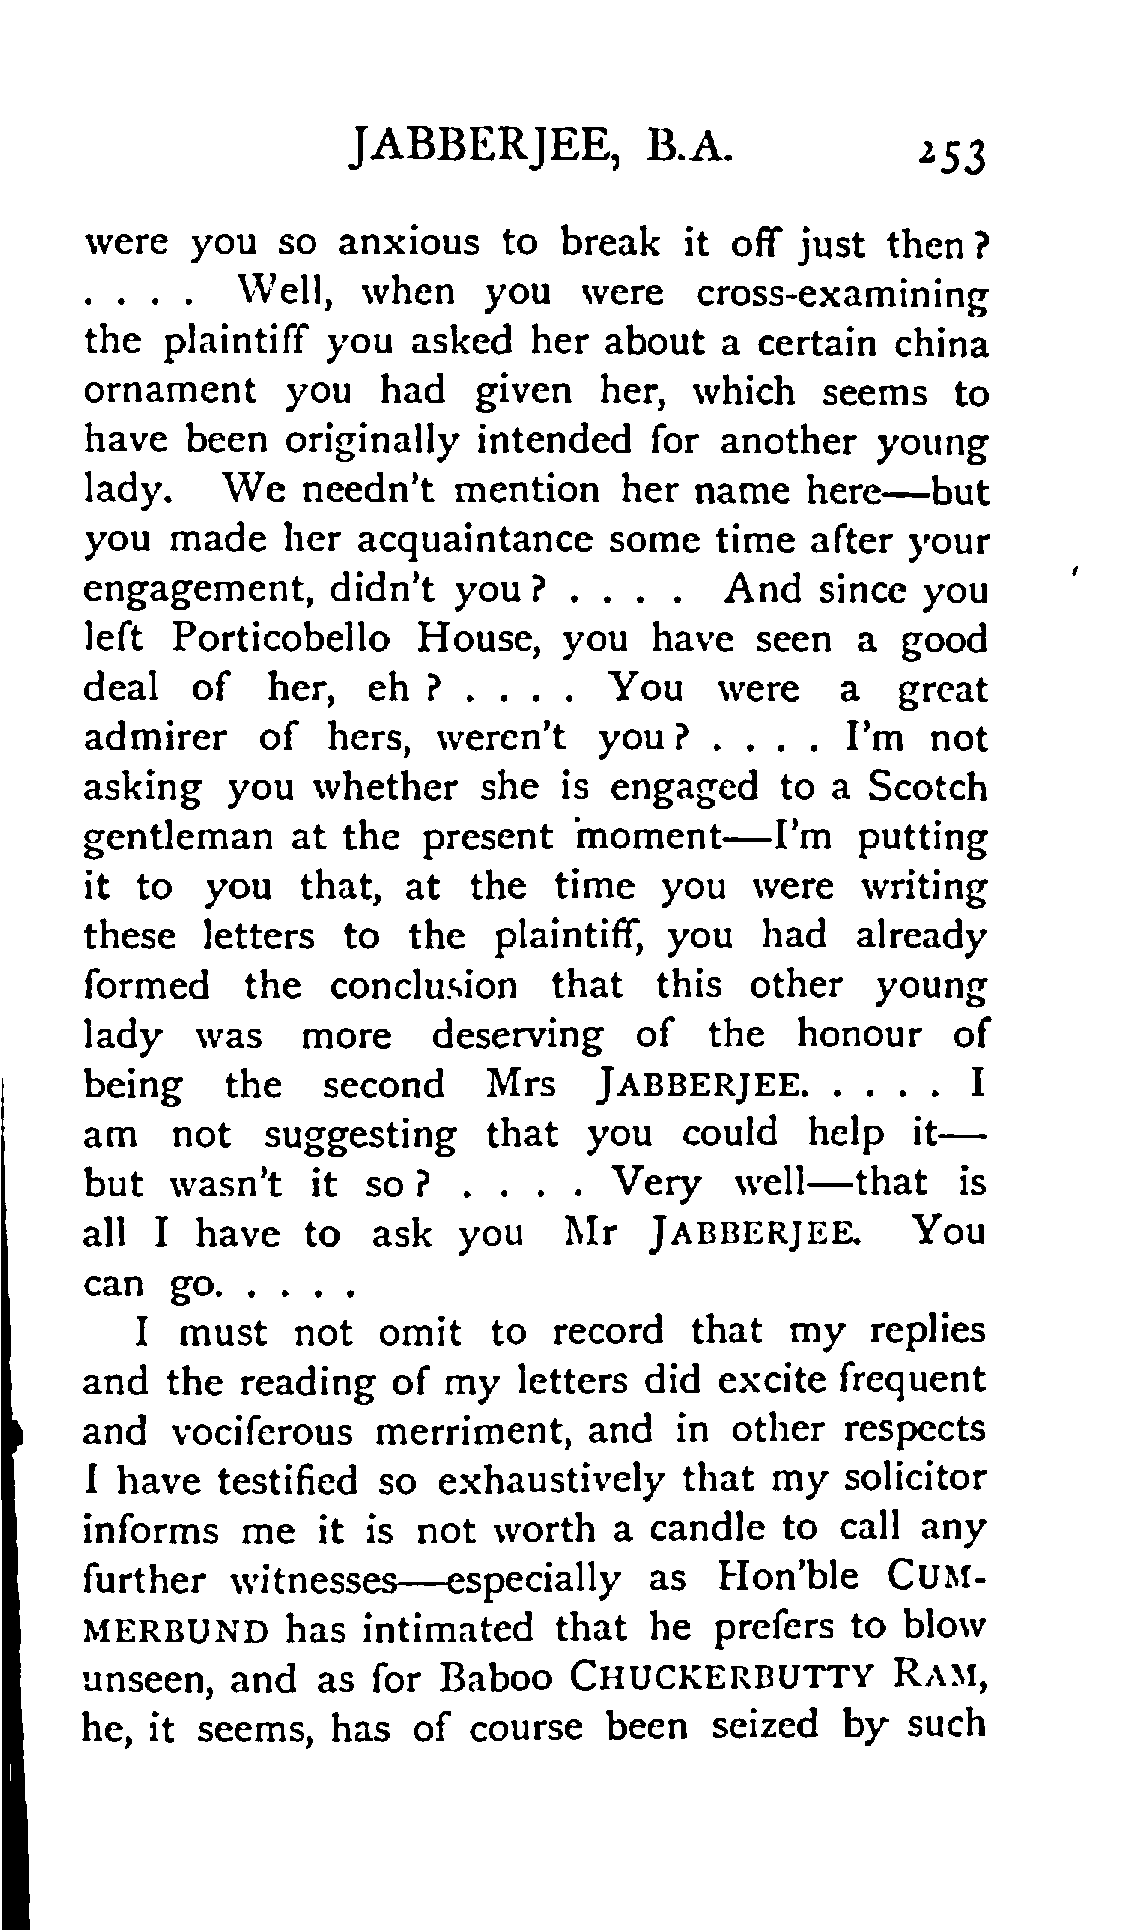 JABBERJEE, B.A. 253
were you so anxious to break it off just then?
. . . . Well, when you were cross-examining
the plaintiff you asked her about a certain china
ornament you had given her, which seems to
have been originally intended for another young
lady. We needn't mention her name here—but
you made her acquaintance some time after your
engagement, didn't you? . . . . And since you
left Porticobello House, you have seen a good
deal of her, eh? . . . . You were a great
admirer of hers, weren't you? . . . . I'm not
asking you whether she is engaged to a Scotch
gentleman at the present moment—I'm putting
it to you that, at the time you were writing
these letters to the plaintiff, you had already
formed the conclusion that this other young
lady was more deserving of the honour of
being the second Mrs JABBERJEE. . . . . I
am not suggesting that you could help it—
but wasn't it so? . . . . Very well—that is
all I have to ask you Mr JABBERJEE. You
can go. . . . .
I must not omit to record that my replies
and the reading of my letters did excite frequent
and vociferous merriment, and in other respects
I have testified so exhaustively that my solicitor
informs me it is not worth a candle to call any
further witnesses—especially as Hon'ble CUM-
MERBUND has intimated that he prefers to blow
unseen, and as for Baboo CHUCKERBUTTY RAM,
he, it seems, has of course been seized by such